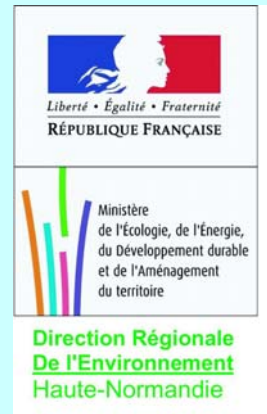 Liberté • Égalité • Fraternité
RÉPUBLIQUE FRANÇAISE
Ministère
de l'Écologie, de l'Énergie,
du Développement durable
et de l'Aménagement
du territoire
Direction Régionale
De l'Environnement
Haute-Normandie